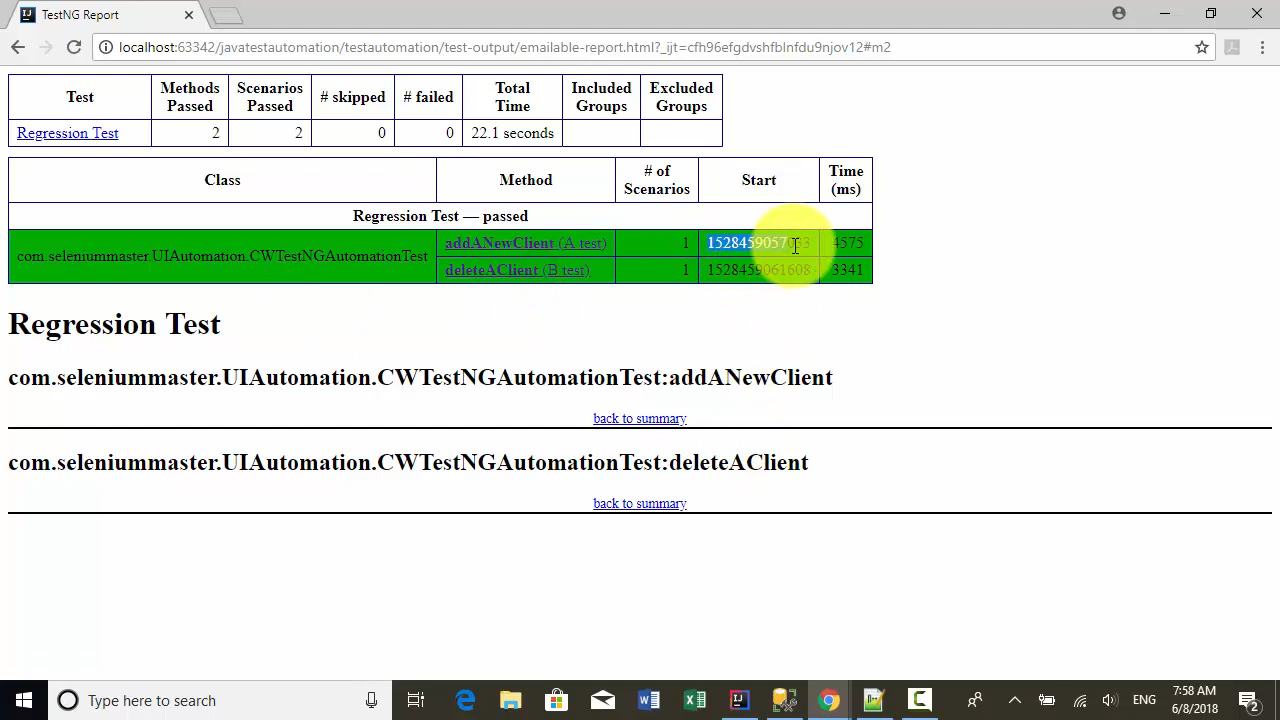 TestNG Report
localhost:63342/javatestautomation/testautomation/test-output/emailable-report.html?_ijt=cfh96efgdvshfblnfdu9njov12#m2
Test Methods Passed Scenarios Passed # skipped # failed Total Time Included Groups Excluded Groups
Regression Test 2 2 0 0 22.1 seconds
Class Method # of Scenarios Start Time (ms)
Regression Test — passed
com.seleniummaster.UIAutomation.CWTestNGAutomationTest
addANewClient (A test) 1 1528459057033 4575
deleteAClient (B test) 1 1528459061608 3341
Regression Test
com.seleniummaster.UIAutomation.CWTestNGAutomationTest:addANewClient
back to summary
com.seleniummaster.UIAutomation.CWTestNGAutomationTest:deleteAClient
back to summary
Type here to search
ENG
7:58 AM
6/8/2018
2